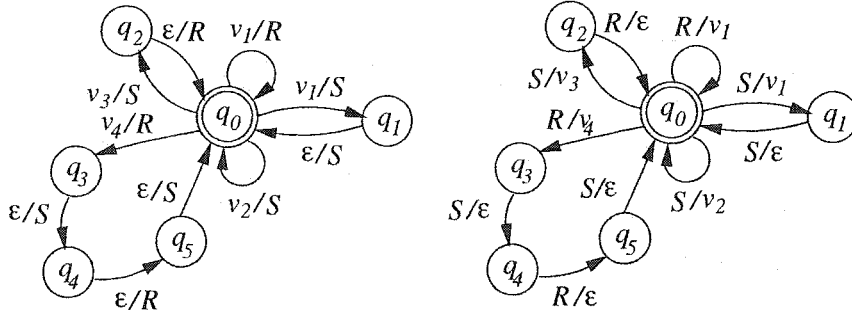 q2 ε/R v1/R
v3/S v1/S
q0 q1
v4/R ε/S
q3 ε/S v2/S
ε/S q5
q4 ε/R
q2 R/ε R/v1
S/v3 S/v1
q0 q1
R/v4 S/ε
q3 S/ε S/v2
S/ε q5
q4 R/ε